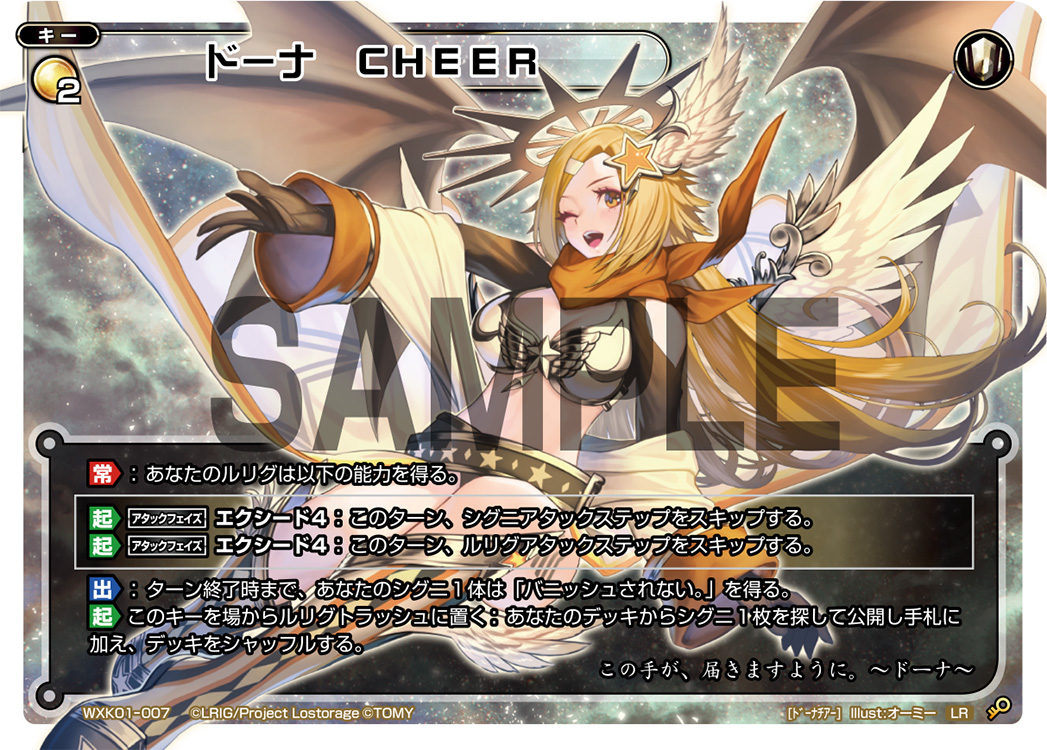 キー
2
ドーナ CHEER
SAMPLE
常：あなたのルリグは以下の能力を得る。
起 アタックフェイズ エクシード4：このターン、シグニアタックステップをスキップする。
起 アタックフェイズ エクシード4：このターン、ルリグアタックステップをスキップする。
出：ターン終了時まで、あなたのシグニ1体は「バニッシュされない。」を得る。
起 このキーを場からルリグトラッシュに置く：あなたのデッキからシグニ1枚を探して公開し手札に
加え、デッキをシャッフルする。
この手が、届きますように。～ドーナ～
WXK01-007 ©LRIG/Project Lostorage ©TOMY [ドーナチアー] Illust:オーミー LR